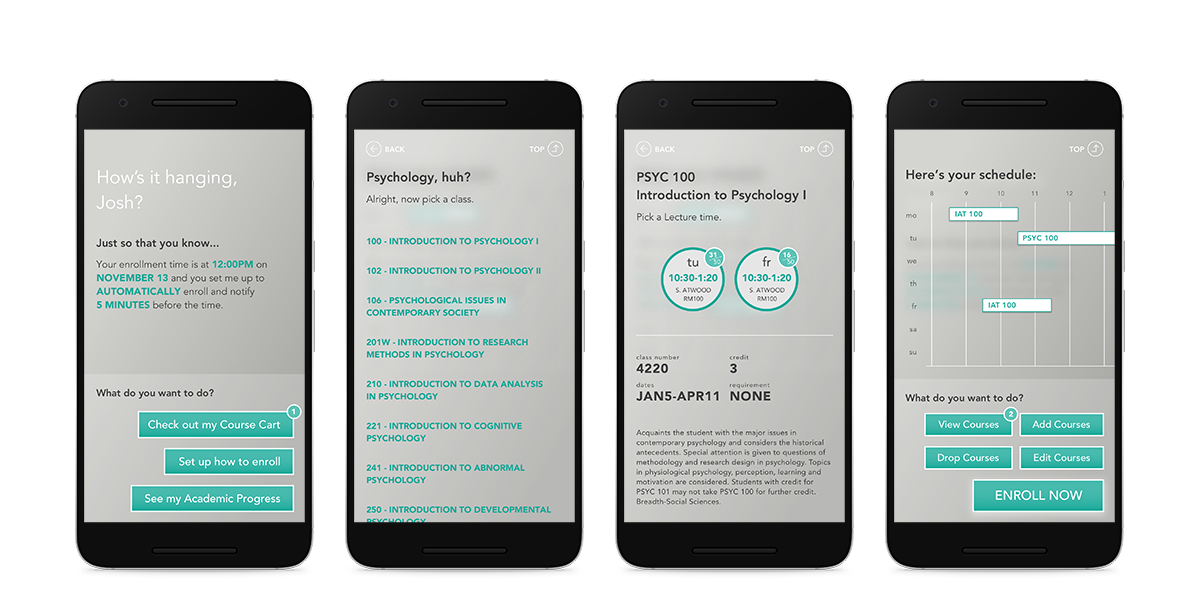 How's it hanging,
Josh?
Just so that you know...
Your enrollment time is at 12:00PM on
NOVEMBER 13 and you set me up to
AUTOMATICALLY enroll and notify
5 MINUTES before the time.
What do you want to do?
1
Check out my Course Cart
Set up how to enroll
See my Academic Progress
BACK
TOP
Psychology, huh?
Alright, now pick a class.
100 - INTRODUCTION TO PSYCHOLOGY I
102 - INTRODUCTION TO PSYCHOLOGY II
106 - PSYCHOLOGICAL ISSUES IN
CONTEMPORARY SOCIETY
201W - INTRODUCTION TO RESEARCH
METHODS IN PSYCHOLOGY
210 - INTRODUCTION TO DATA ANALYSIS
IN PSYCHOLOGY
221 - INTRODUCTION TO COGNITIVE
PSYCHOLOGY
241 - INTRODUCTION TO ABNORMAL
PSYCHOLOGY
250 - INTRODUCTION TO DEVELOPMENTAL
PSYCHOLOGY
BACK
TOP
PSYC 100
Introduction to Psychology I
Pick a Lecture time.
31
50
tu
10:30-1:20
S. ATWOOD
RM100
16
50
fr
10:30-1:20
S. ATWOOD
RM100
class number
4220
credit
3
dates
JAN5-APR11
requirement
NONE
Acquaints the student with the major issues in
contemporary psychology and considers the historical
antecedents. Special attention is given to questions of
methodology and research design in psychology. Topics
in physiological psychology, perception, learning and
motivation are considered. Students with credit for
PSYC 101 may not take PSYC 100 for further credit.
Breadth-Social Sciences.
TOP
Here's your schedule:
8 9 10 11 12 1
mo IAT 100
tu PSYC 100
we
th
fr IAT 100
sa
su
What do you want to do?
2
View Courses
Add Courses
Drop Courses
Edit Courses
ENROLL NOW